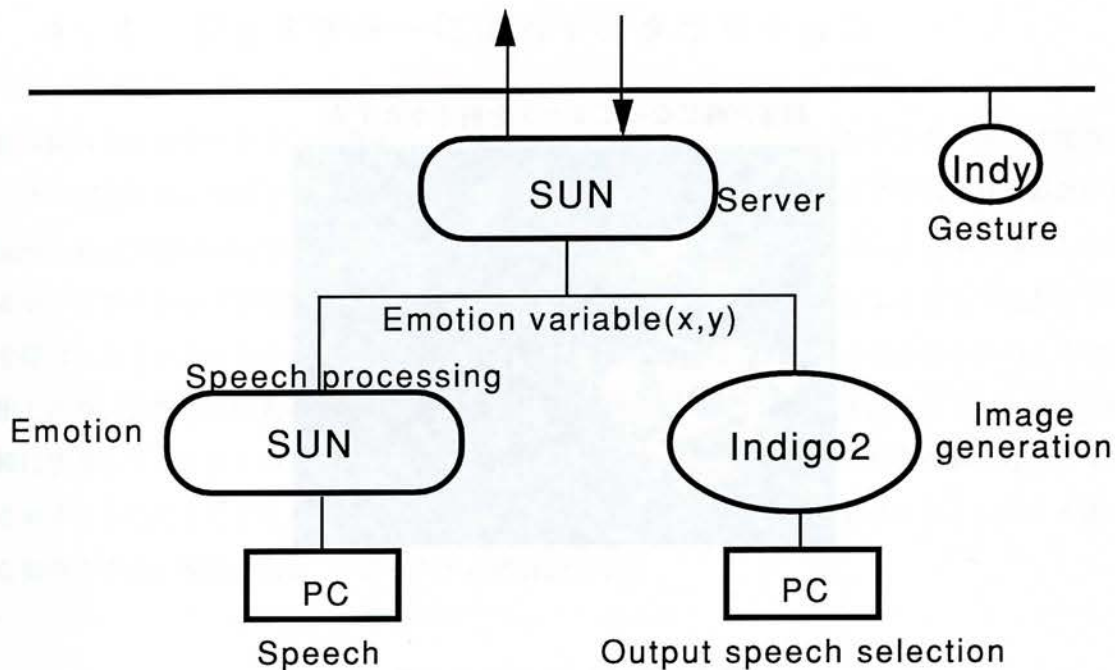 SUN
Server
Indy
Gesture
Emotion variable(x,y)
Speech processing
Emotion
SUN
Indigo2
Image
generation
PC
Speech
PC
Output speech selection